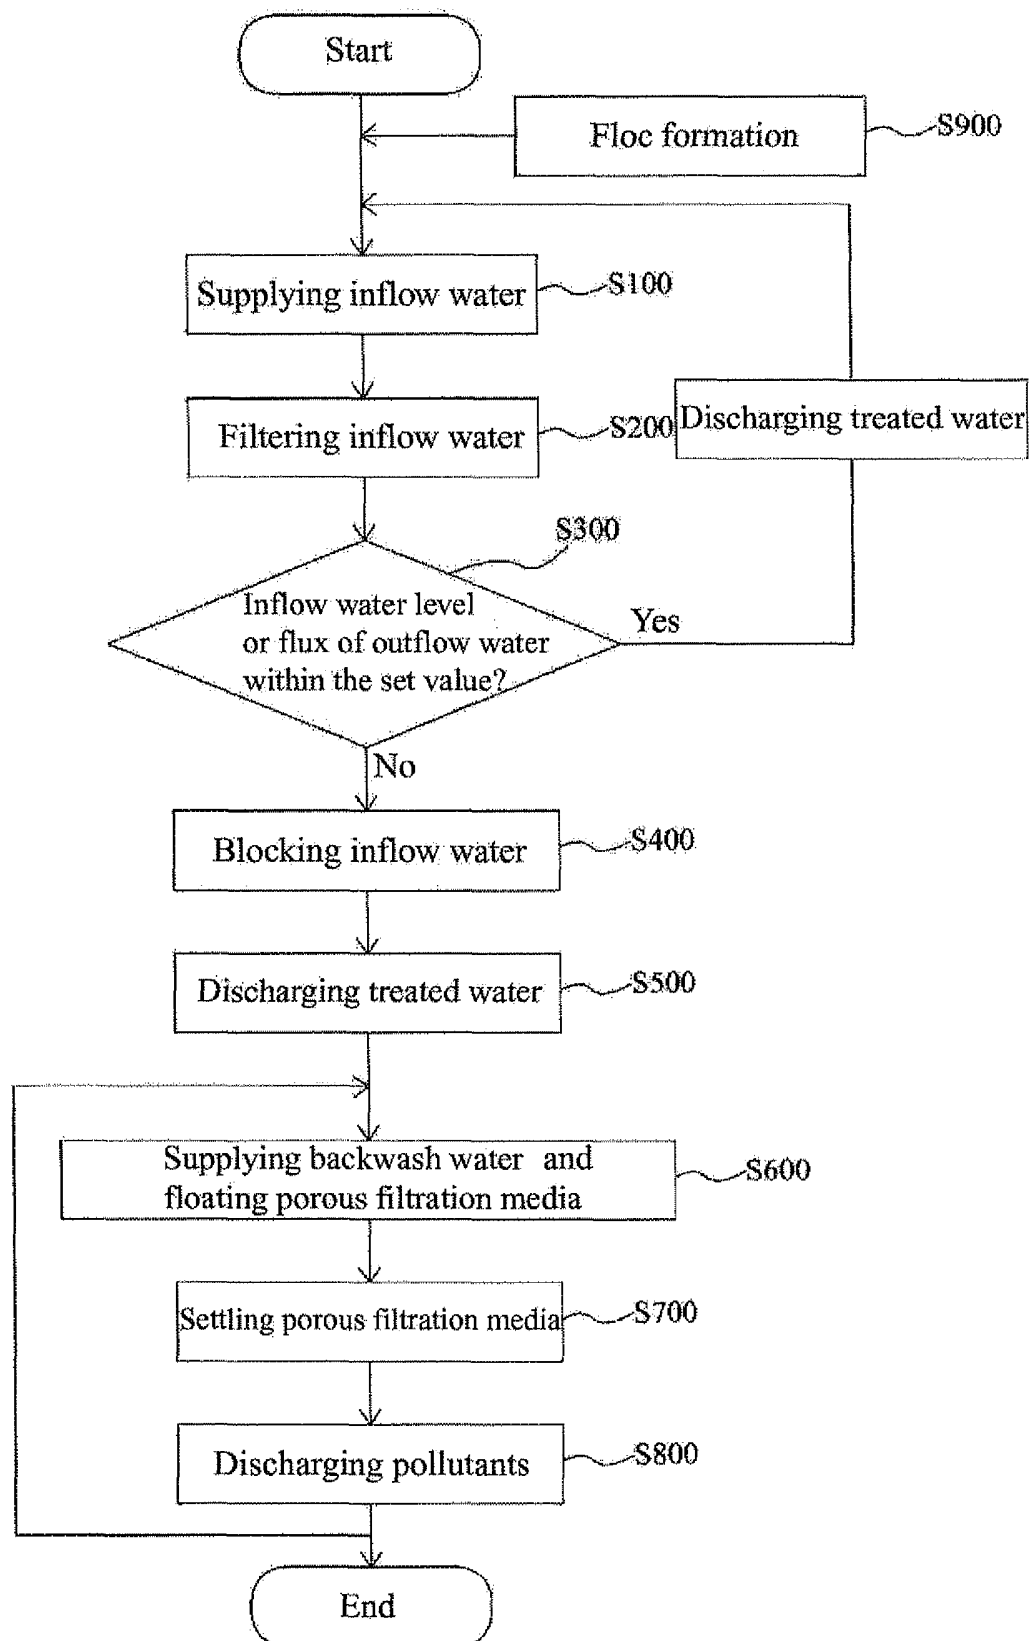 Start
Floc formation
S900
Supplying inflow water
S100
Filtering inflow water
S200
Discharging treated water
S300
Inflow water level
or flux of outflow water
within the set value?
Yes
No
Blocking inflow water
S400
Discharging treated water
S500
Supplying backwash water and
floating porous filtration media
S600
Settling porous filtration media
S700
Discharging pollutants
S800
End